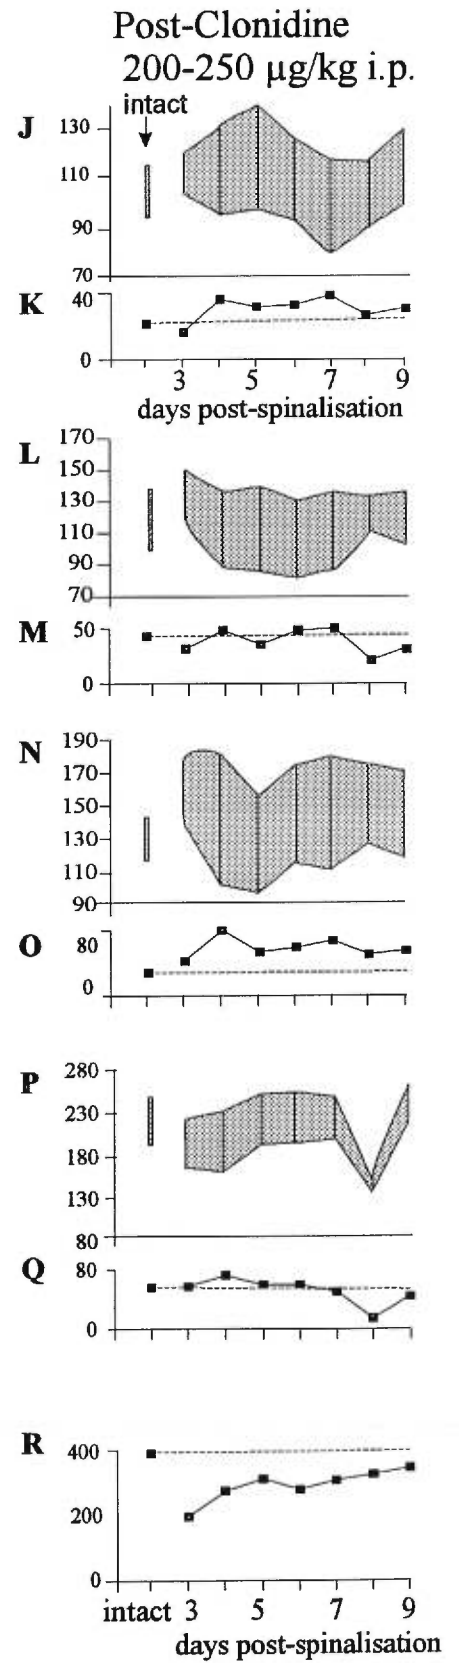 Post-Clonidine
200-250 µg/kg i.p.
intact
J
130
110
90
70
K
40
0
3 5 7 9
days post-spinalisation
L
170
150
130
110
90
70
M
50
0
N
190
170
150
130
110
90
O
80
0
P
280
230
180
130
80
Q
80
0
R
400
200
0
intact 3 5 7 9
days post-spinalisation